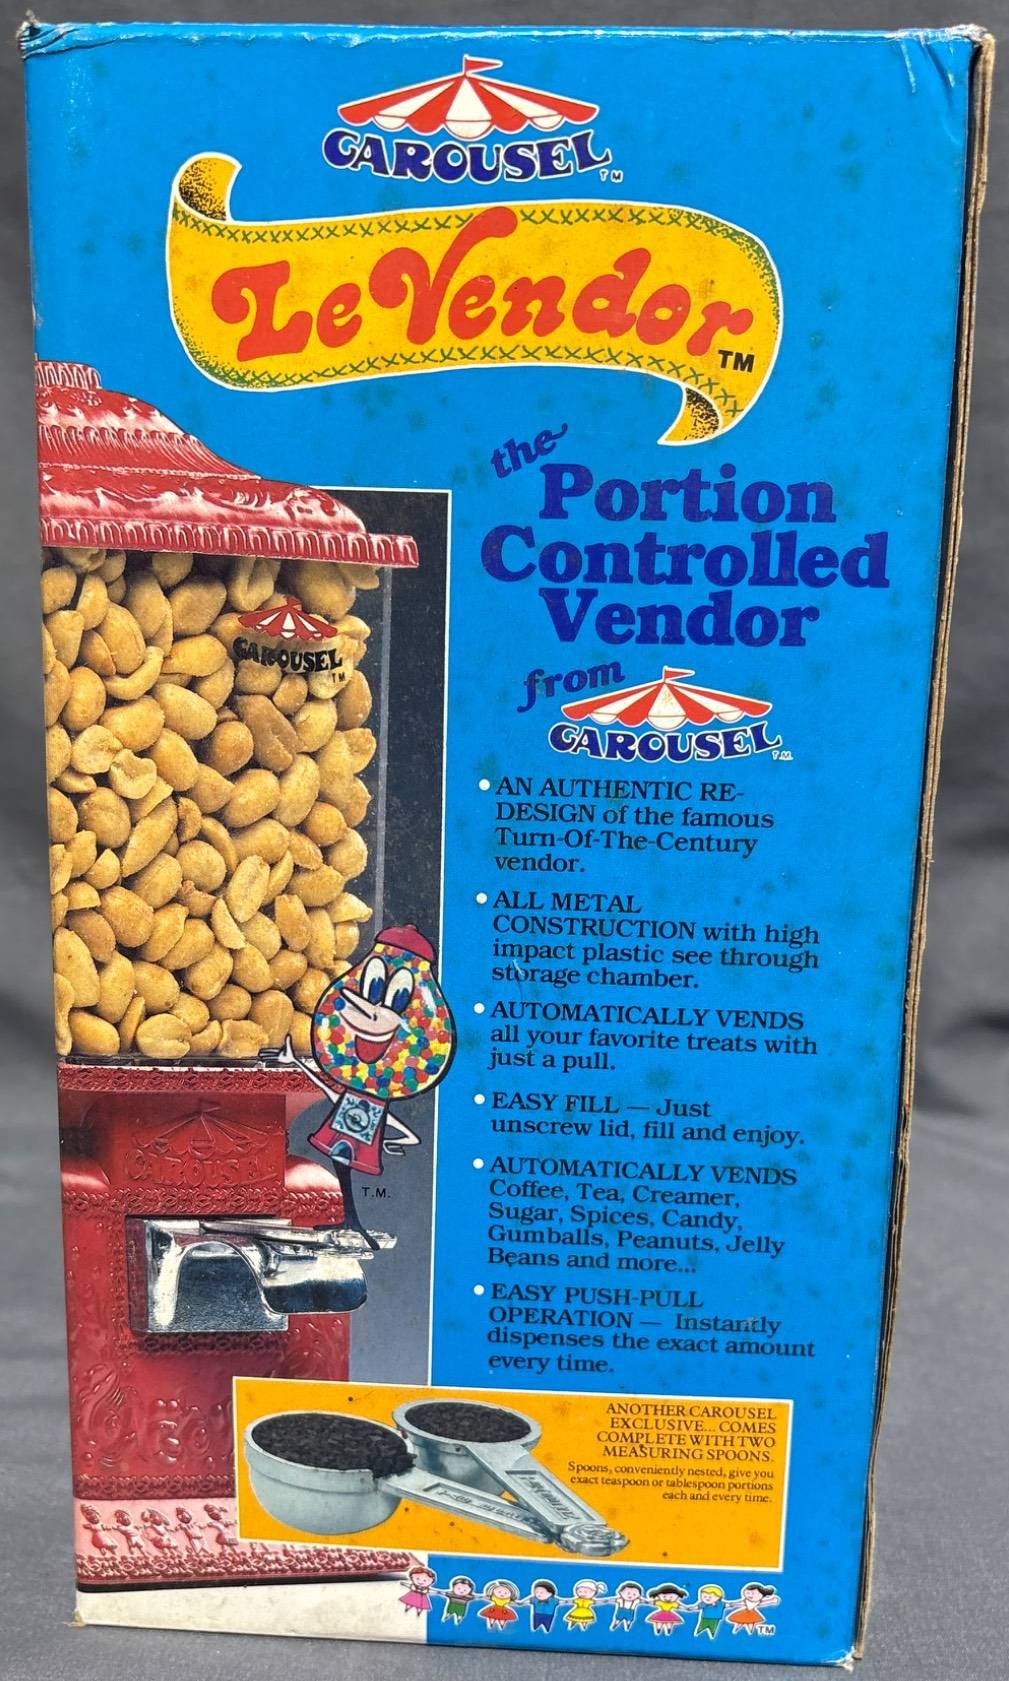 CAROUSEL TM
Le Vendor TM
the
Portion
Controlled
Vendor
from
CAROUSEL T.M.
CAROUSEL
TM
• AN AUTHENTIC RE-
DESIGN of the famous
Turn-Of-The-Century
vendor.
• ALL METAL
CONSTRUCTION with high
impact plastic see through
storage chamber.
• AUTOMATICALLY VENDS
all your favorite treats with
just a pull.
• EASY FILL — Just
unscrew lid, fill and enjoy.
• AUTOMATICALLY VENDS
Coffee, Tea, Creamer,
Sugar, Spices, Candy,
Gumballs, Peanuts, Jelly
Beans and more...
• EASY PUSH-PULL
OPERATION — Instantly
dispenses the exact amount
every time.
CAROUSEL
T.M.
ANOTHER CAROUSEL
EXCLUSIVE... COMES
COMPLETE WITH TWO
MEASURING SPOONS.
Spoons, conveniently nested, give you
exact teaspoon or tablespoon portions
each and every time.
TM